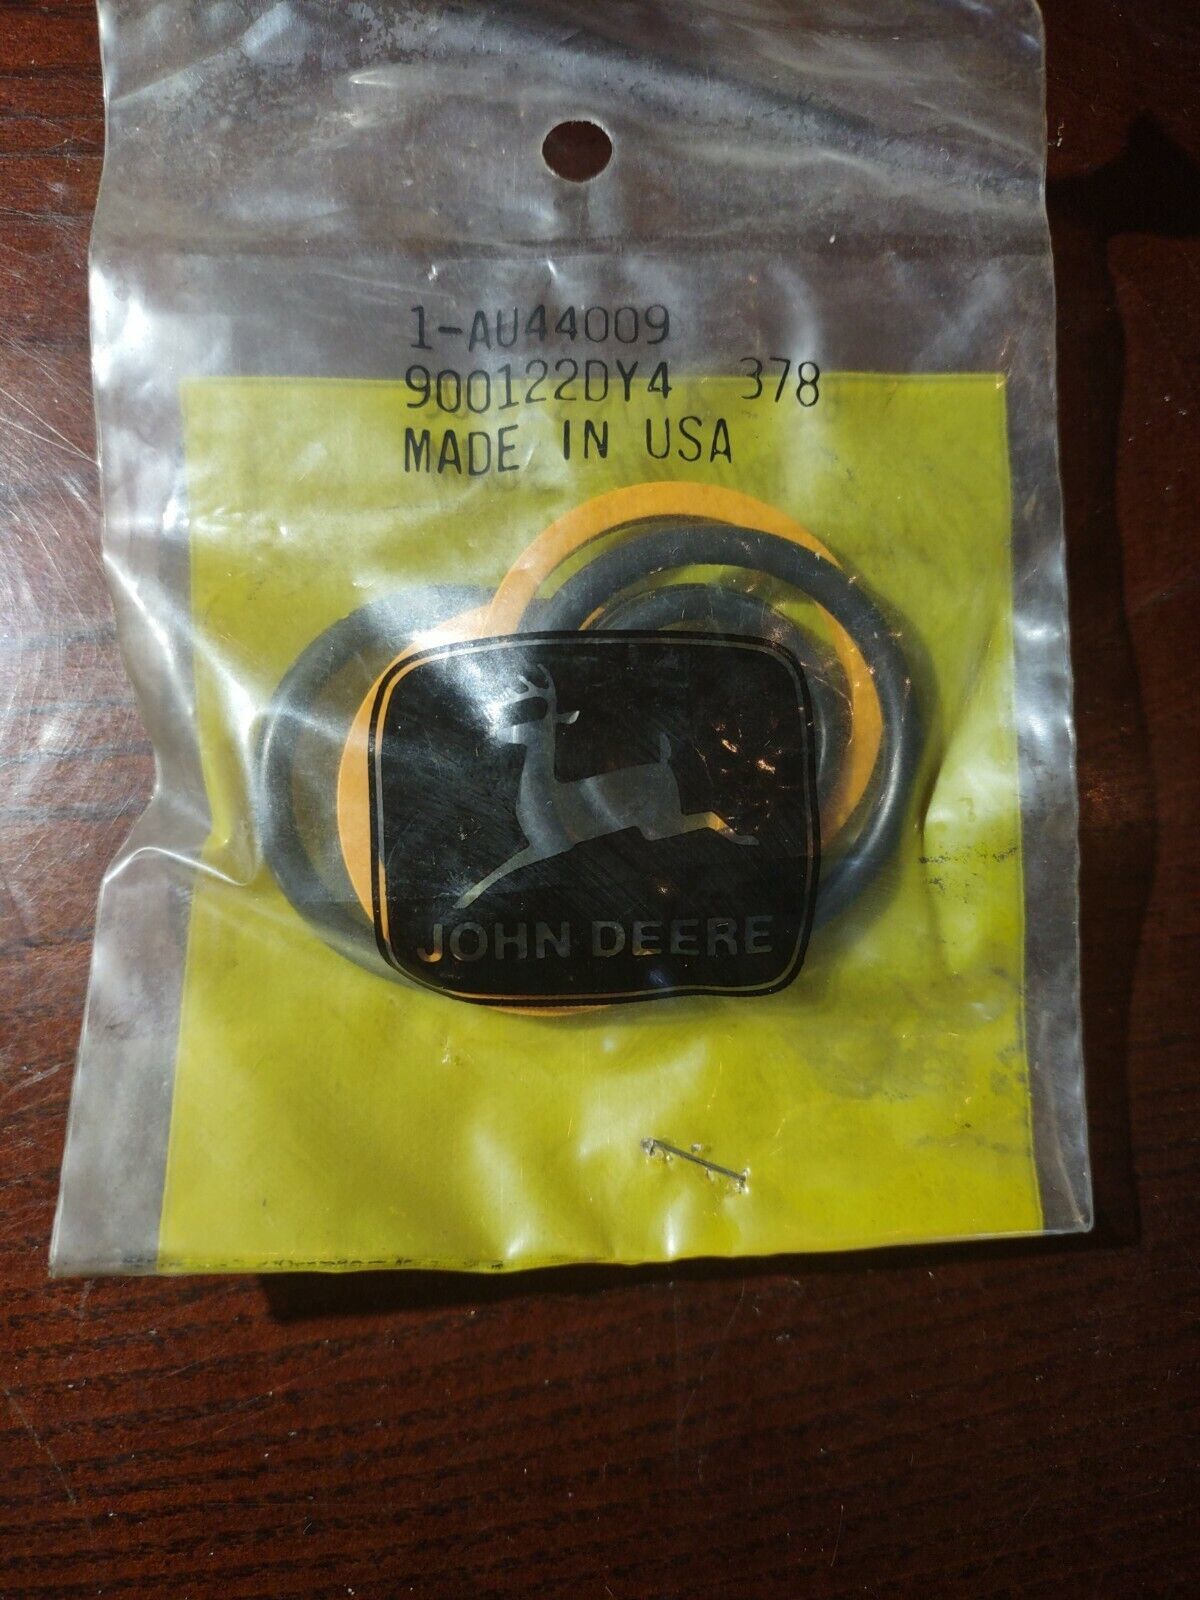 1-AU44009
900122DY4 378
MADE IN USA
JOHN DEERE